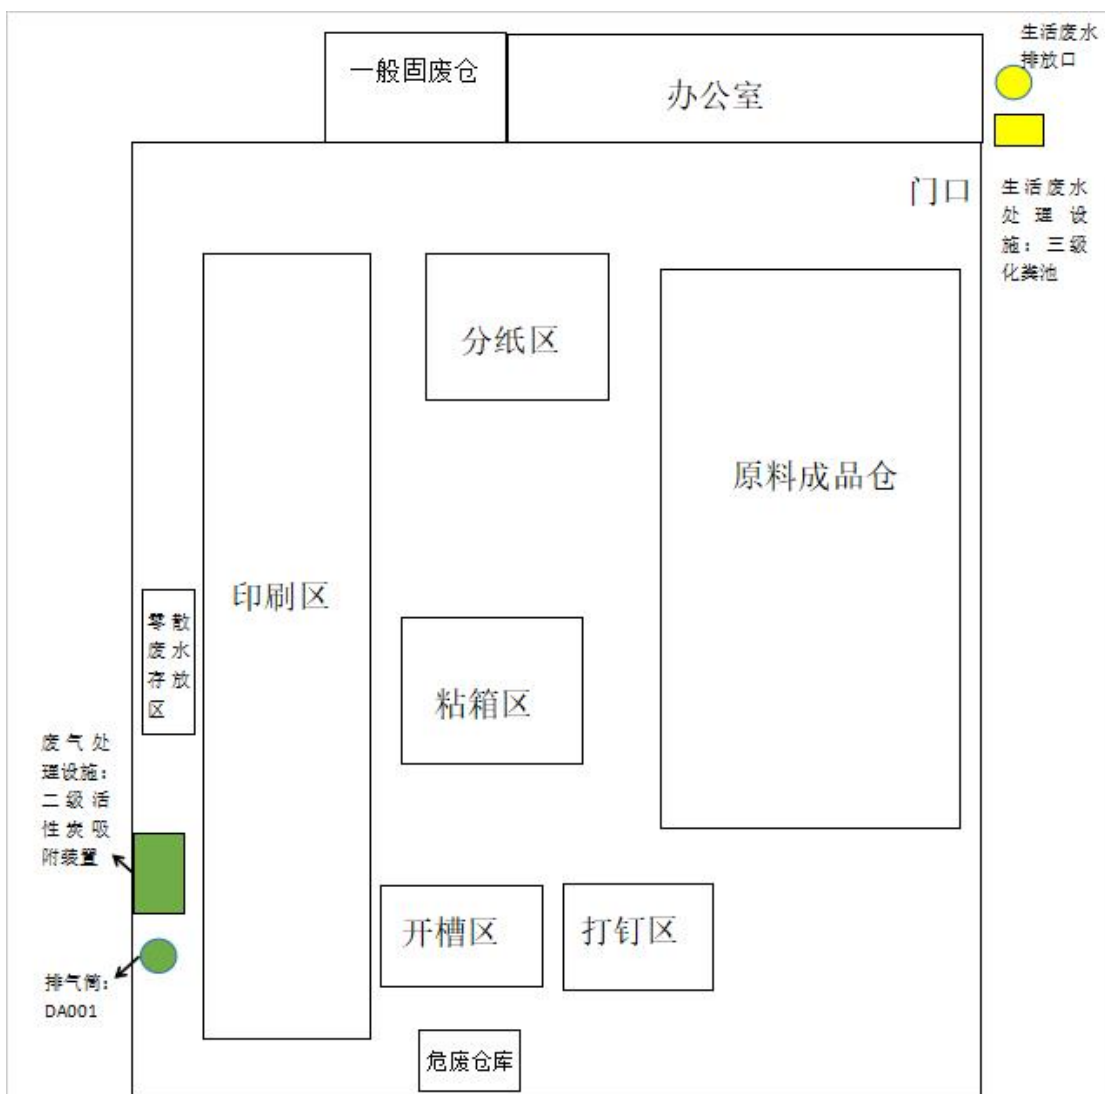 生活废水
排放口
一般固废仓
办公室
门口
生活废水
处理设
施：三级
化粪池
分纸区
原料成品仓
印刷区
零散
废水
存放
区
粘箱区
废气处
理设施：
二级活
性炭吸
附装置
开槽区
打钉区
排气筒：
DA001
危废仓库